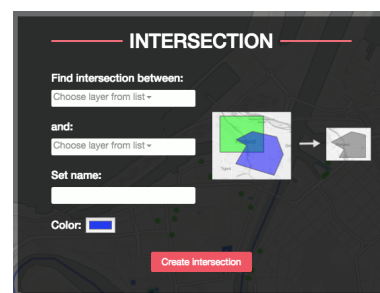 INTERSECTION
Find intersection between:
Choose layer from list
and:
Choose layer from list
Set name:
Color:
Create intersection